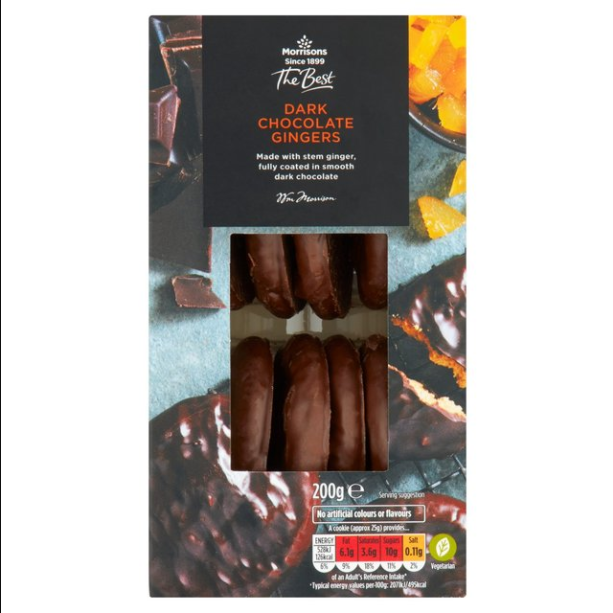 Morrisons
Since 1899
The Best
DARK
CHOCOLATE
GINGERS
Made with stem ginger,
fully coated in smooth
dark chocolate
Wm Morrison
200g e
Serving suggestion
No artificial colours or flavours
A cookie (approx 25g) provides...
ENERGY Fat Saturates Sugars Salt
528kJ
126kcal 6.1g 3.6g 10g 0.11g
6% 9% 18% 11% 2%
Vegetarian
of an Adult's Reference Intake*
*Typical energy values per 100g: 2071kJ/495kcal